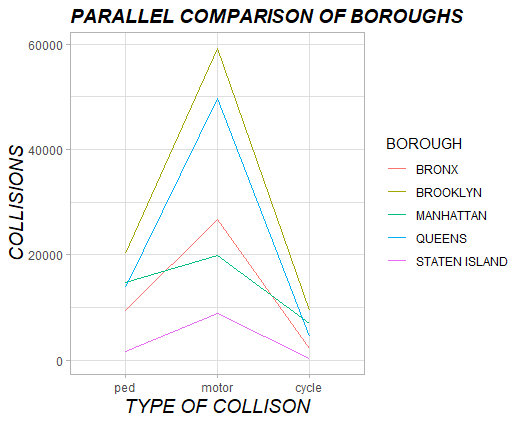 PARALLEL COMPARISON OF BOROUGHS
60000
40000
20000
0
COLLISIONS
ped motor cycle
TYPE OF COLLISON
BOROUGH
BRONX
BROOKLYN
MANHATTAN
QUEENS
STATEN ISLAND